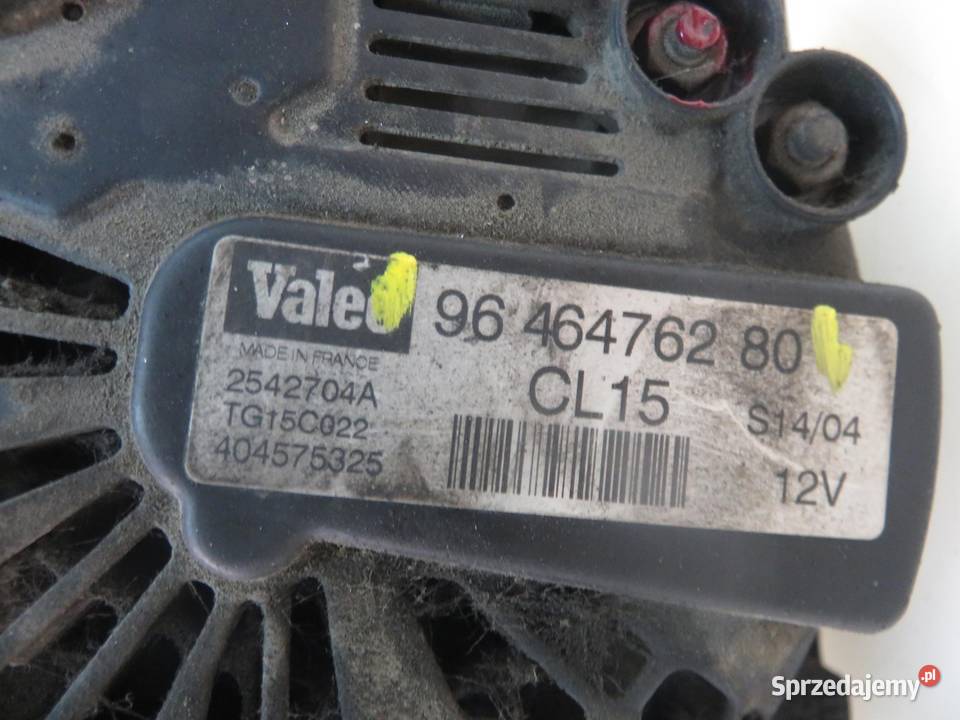 Valeo
96 464762 80
MADE IN FRANCE
2542704A
CL15
S14/04
TG15C022
404575325
12V
Sprzedajemy.pl